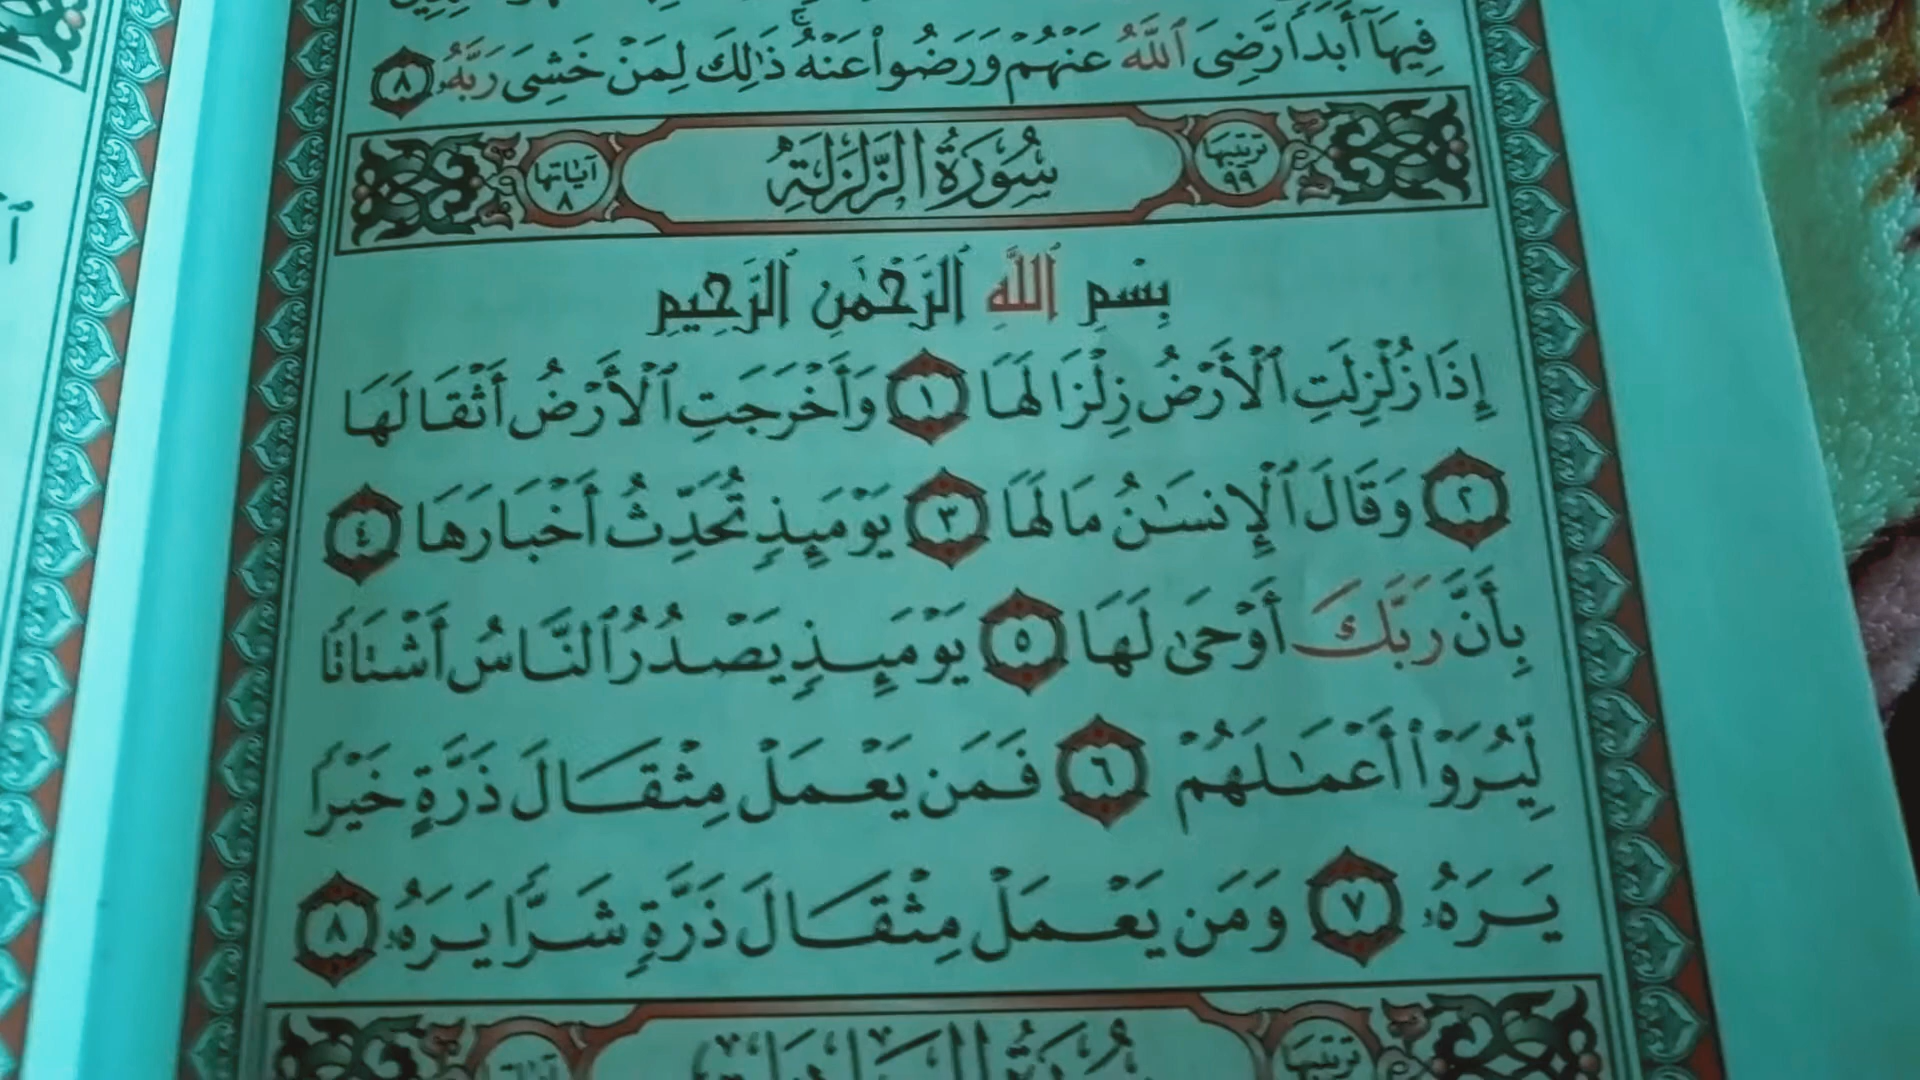 فِيهَآ أَبَدًا رَّضِىَ ٱللَّهُ عَنْهُمْ وَرَضُوا۟ عَنْهُ ۚ ذَٰلِكَ لِمَنْ خَشِىَ رَبَّهُۥ ٨
ترتيبها ٩٩ سُورَةُ الزَّلْزَلَةِ آياتها ٨
بِسْمِ ٱللَّهِ ٱلرَّحْمَٰنِ ٱلرَّحِيمِ
إِذَا زُلْزِلَتِ ٱلْأَرْضُ زِلْزَالَهَا ١ وَأَخْرَجَتِ ٱلْأَرْضُ أَثْقَالَهَا
٢ وَقَالَ ٱلْإِنسَٰنُ مَا لَهَا ٣ يَوْمَئِذٍ تُحَدِّثُ أَخْبَارَهَا ٤
بِأَنَّ رَبَّكَ أَوْحَىٰ لَهَا ٥ يَوْمَئِذٍ يَصْدُرُ ٱلنَّاسُ أَشْتَاتًا
لِّيُرَوْا۟ أَعْمَٰلَهُمْ ٦ فَمَن يَعْمَلْ مِثْقَالَ ذَرَّةٍ خَيْرًا
يَرَهُۥ ٧ وَمَن يَعْمَلْ مِثْقَالَ ذَرَّةٍ شَرًّا يَرَهُۥ ٨
ترتيبها سُورَةُ